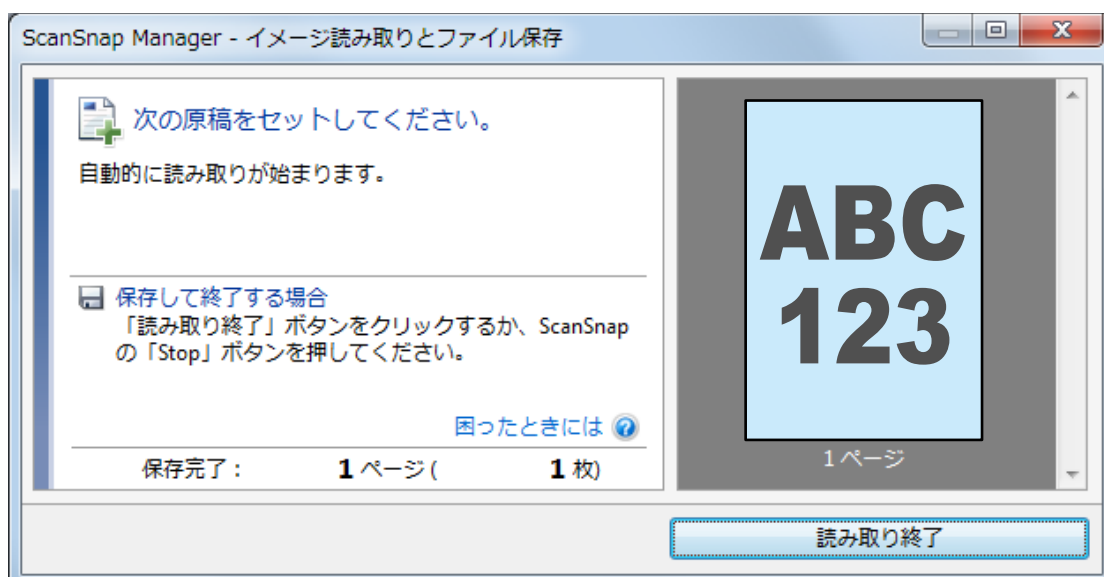 ScanSnap Manager - イメージ読み取りとファイル保存
次の原稿をセットしてください。
自動的に読み取りが始まります。
保存して終了する場合
「読み取り終了」ボタンをクリックするか、ScanSnap
の「Stop」ボタンを押してください。
困ったときには
保存完了： 1 ページ ( 1 枚)
ABC
123
1 ページ
読み取り終了